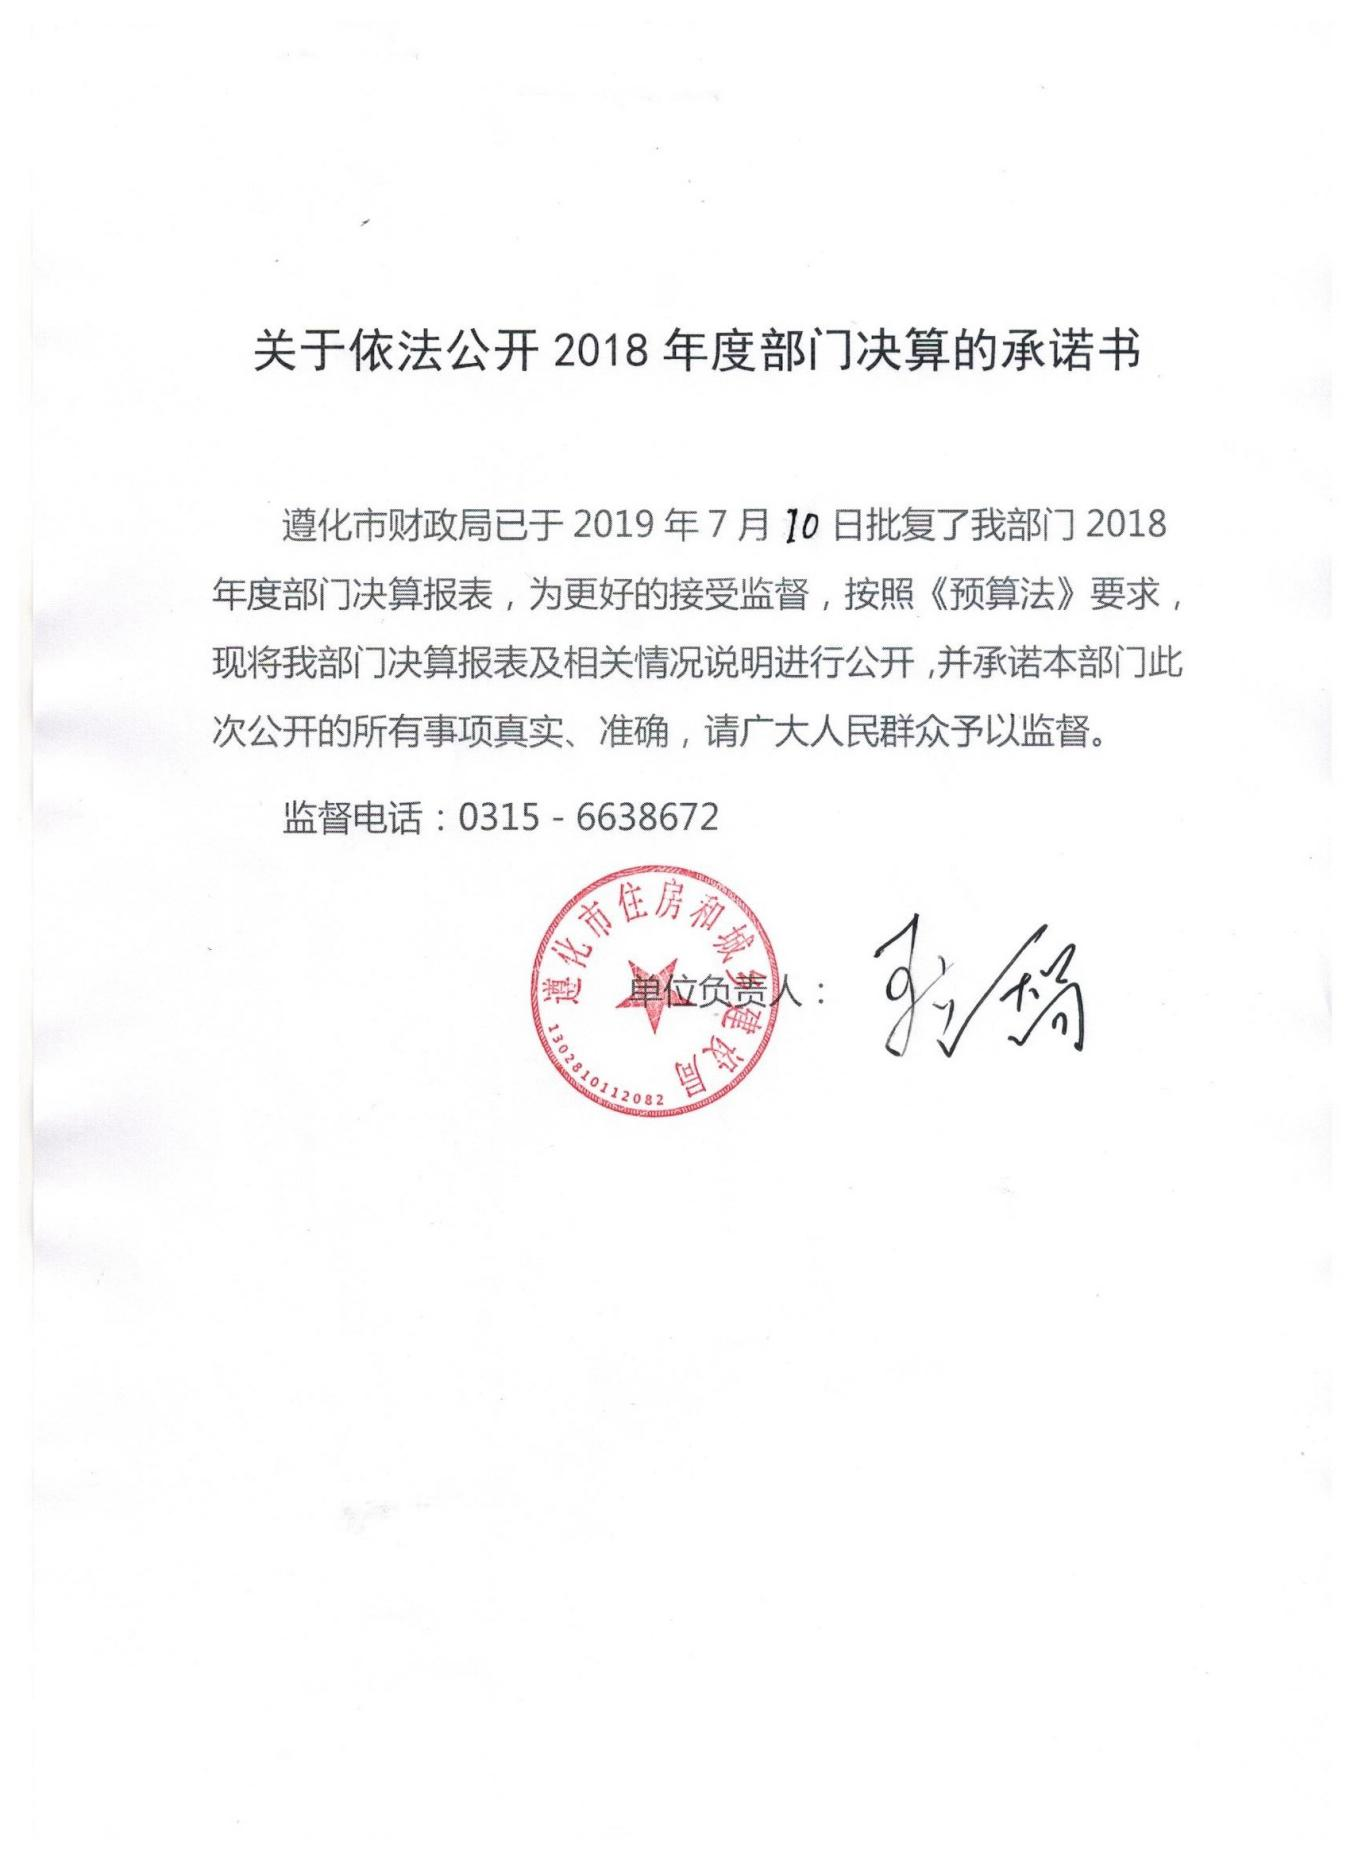 关于依法公开 2018 年度部门决算的承诺书
遵化市财政局已于 2019 年 7 月 10 日批复了我部门 2018
年度部门决算报表，为更好的接受监督，按照《预算法》要求，
现将我部门决算报表及相关情况说明进行公开，并承诺本部门此
次公开的所有事项真实、准确，请广大人民群众予以监督。
监督电话：0315－6638672
遵化市住房和城乡建设局
单位负责人：
1302810112082